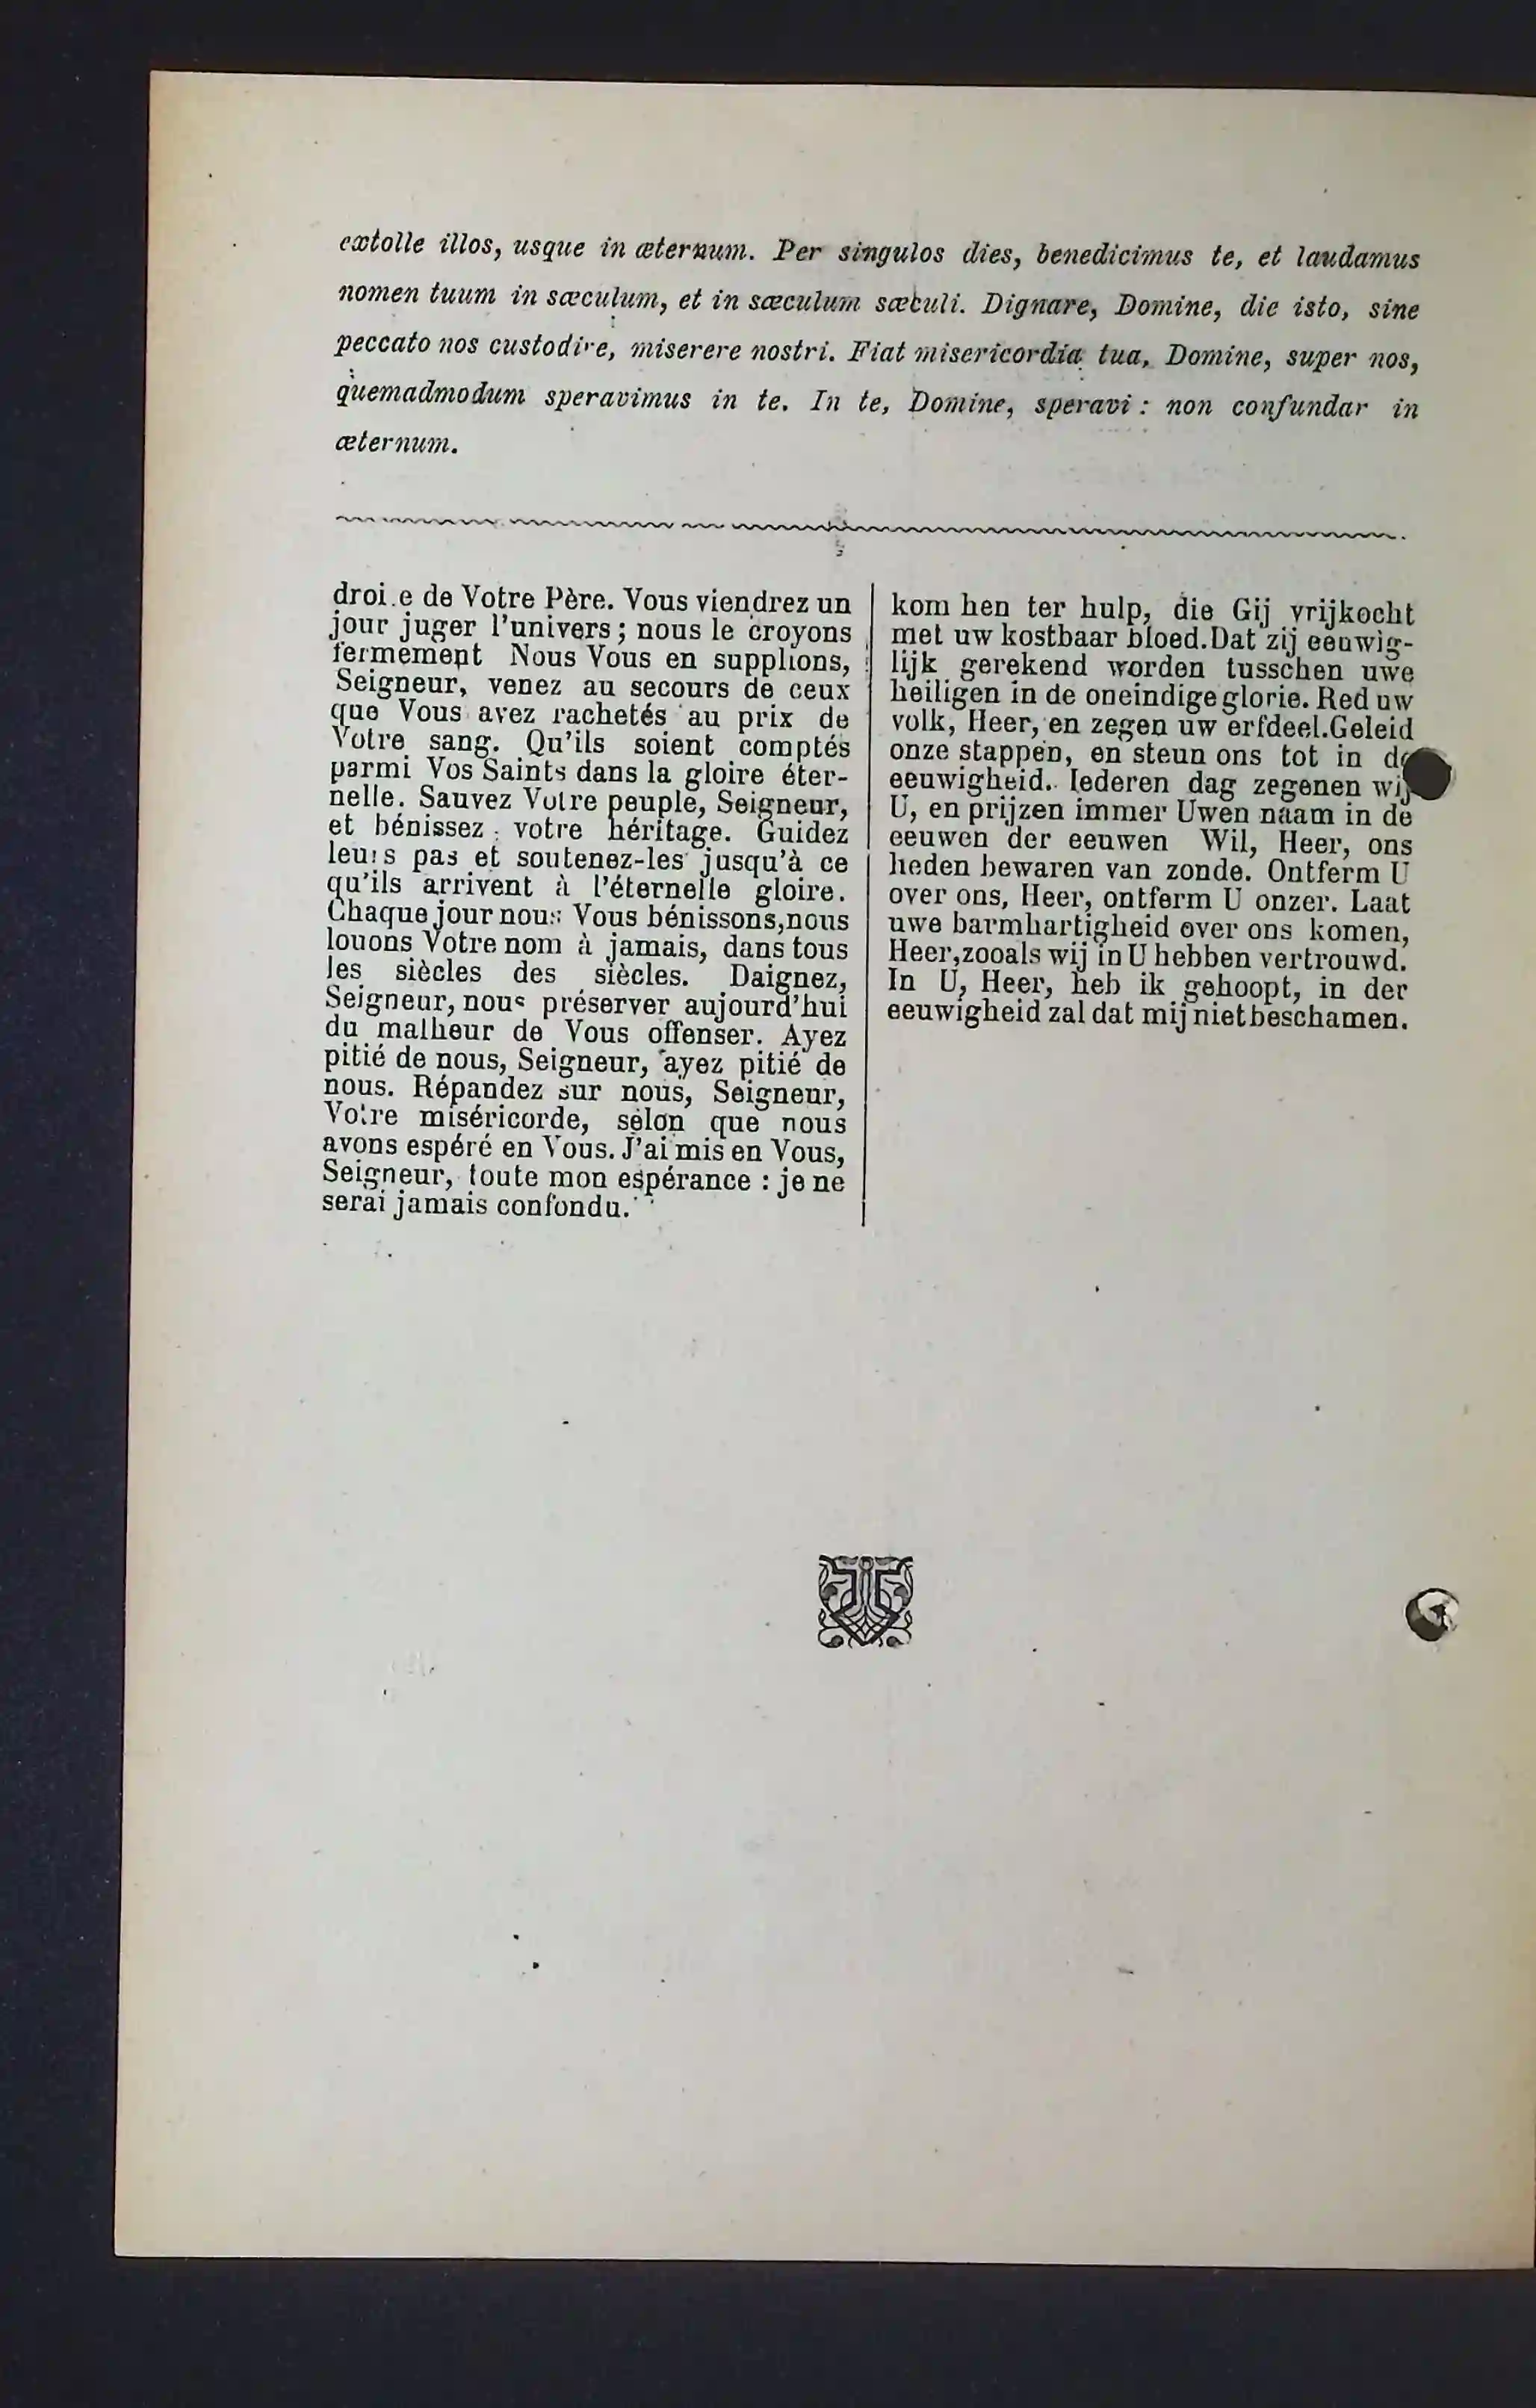 extolle illos, usque in æternum. Per singulos dies, benedicimus te, et laudamus
nomen tuum in sæculum, et in sæculum sæculi. Dignare, Domine, die isto, sine
peccato nos custodire, miserere nostri. Fiat misericordia tua, Domine, super nos,
quemadmodum speravimus in te. In te, Domine, speravi : non confundar in
æternum.
droi.e de Votre Père. Vous viendrez un
jour juger l'univers ; nous le croyons
fermement Nous Vous en supplions,
Seigneur, venez au secours de ceux
que Vous avez rachetés au prix de
Votre sang. Qu'ils soient comptés
parmi Vos Saints dans la gloire éter-
nelle. Sauvez Votre peuple, Seigneur,
et bénissez votre héritage. Guidez
leurs pas et soutenez-les jusqu'à ce
qu'ils arrivent à l'éternelle gloire.
Chaque jour nous Vous bénissons,nous
louons Votre nom à jamais, dans tous
les siècles des siècles. Daignez,
Seigneur, nous préserver aujourd'hui
du malheur de Vous offenser. Ayez
pitié de nous, Seigneur, ayez pitié de
nous. Répandez sur nous, Seigneur,
Votre miséricorde, selon que nous
avons espéré en Vous. J'ai mis en Vous,
Seigneur, toute mon espérance : je ne
serai jamais confondu.
kom hen ter hulp, die Gij vrijkocht
met uw kostbaar bloed.Dat zij eeuwig-
lijk gerekend worden tusschen uwe
heiligen in de oneindige glorie. Red uw
volk, Heer, en zegen uw erfdeel.Geleid
onze stappen, en steun ons tot in de
eeuwigheid. Iederen dag zegenen wij
U, en prijzen immer Uwen naam in de
eeuwen der eeuwen Wil, Heer, ons
heden bewaren van zonde. Ontferm U
over ons, Heer, ontferm U onzer. Laat
uwe barmhartigheid over ons komen,
Heer,zooals wij in U hebben vertrouwd.
In U, Heer, heb ik gehoopt, in der
eeuwigheid zal dat mij niet beschamen.